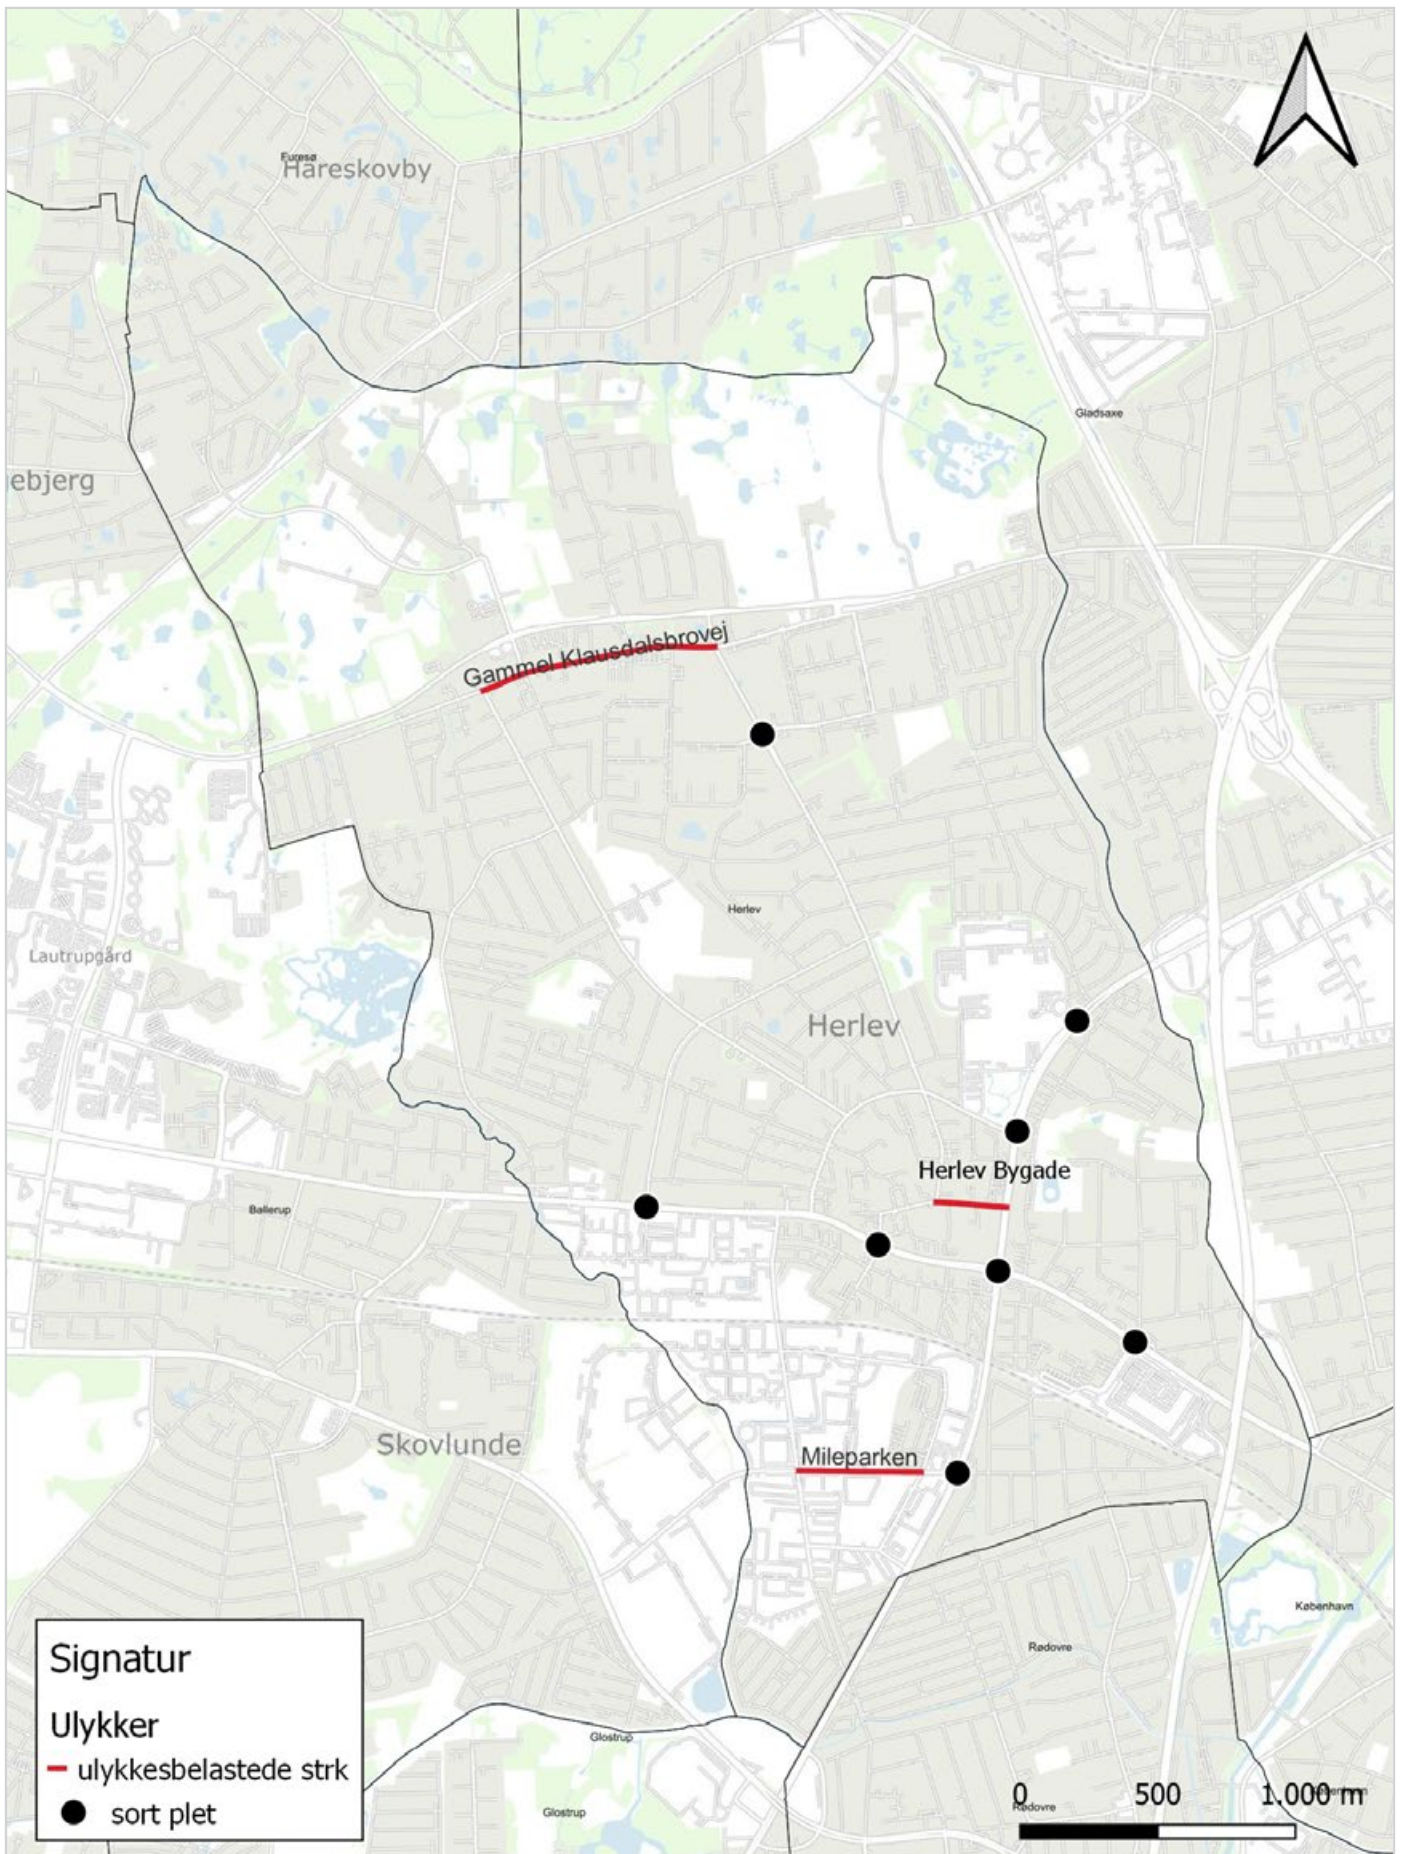 Furesø
Hareskovby
Gladsaxe
ebjerg
Gammel Klausdalsbrovej
Herlev
Lautrupgård
Herlev
Herlev Bygade
Ballerup
Skovlunde
Mileparken
København
Rødovre
Signatur
Ulykker
ulykkesbelastede strk
sort plet
Glostrup
Glostrup
0 500 1.000 m
Rødovre
København